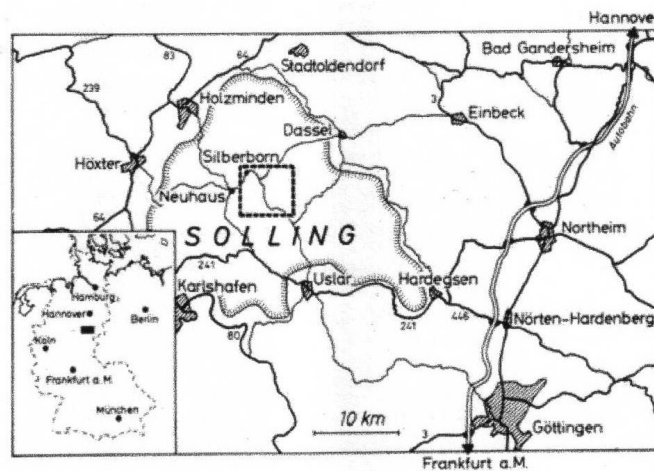 Hannover
64
83
Stadtoldendorf
Bad Gandersheim
239
Holzminden
3
Einbeck
Dassel
Autobahn
Silberborn
Höxter
Neuhaus
Northeim
64
SOLLING
241
Uslar
Hardegsen
Karlshafen
Hamburg
Hannover
Berlin
446
Nörten-Hardenberg
241
80
Köln
Frankfurt a.M.
München
10 km
Göttingen
3
Frankfurt a.M.